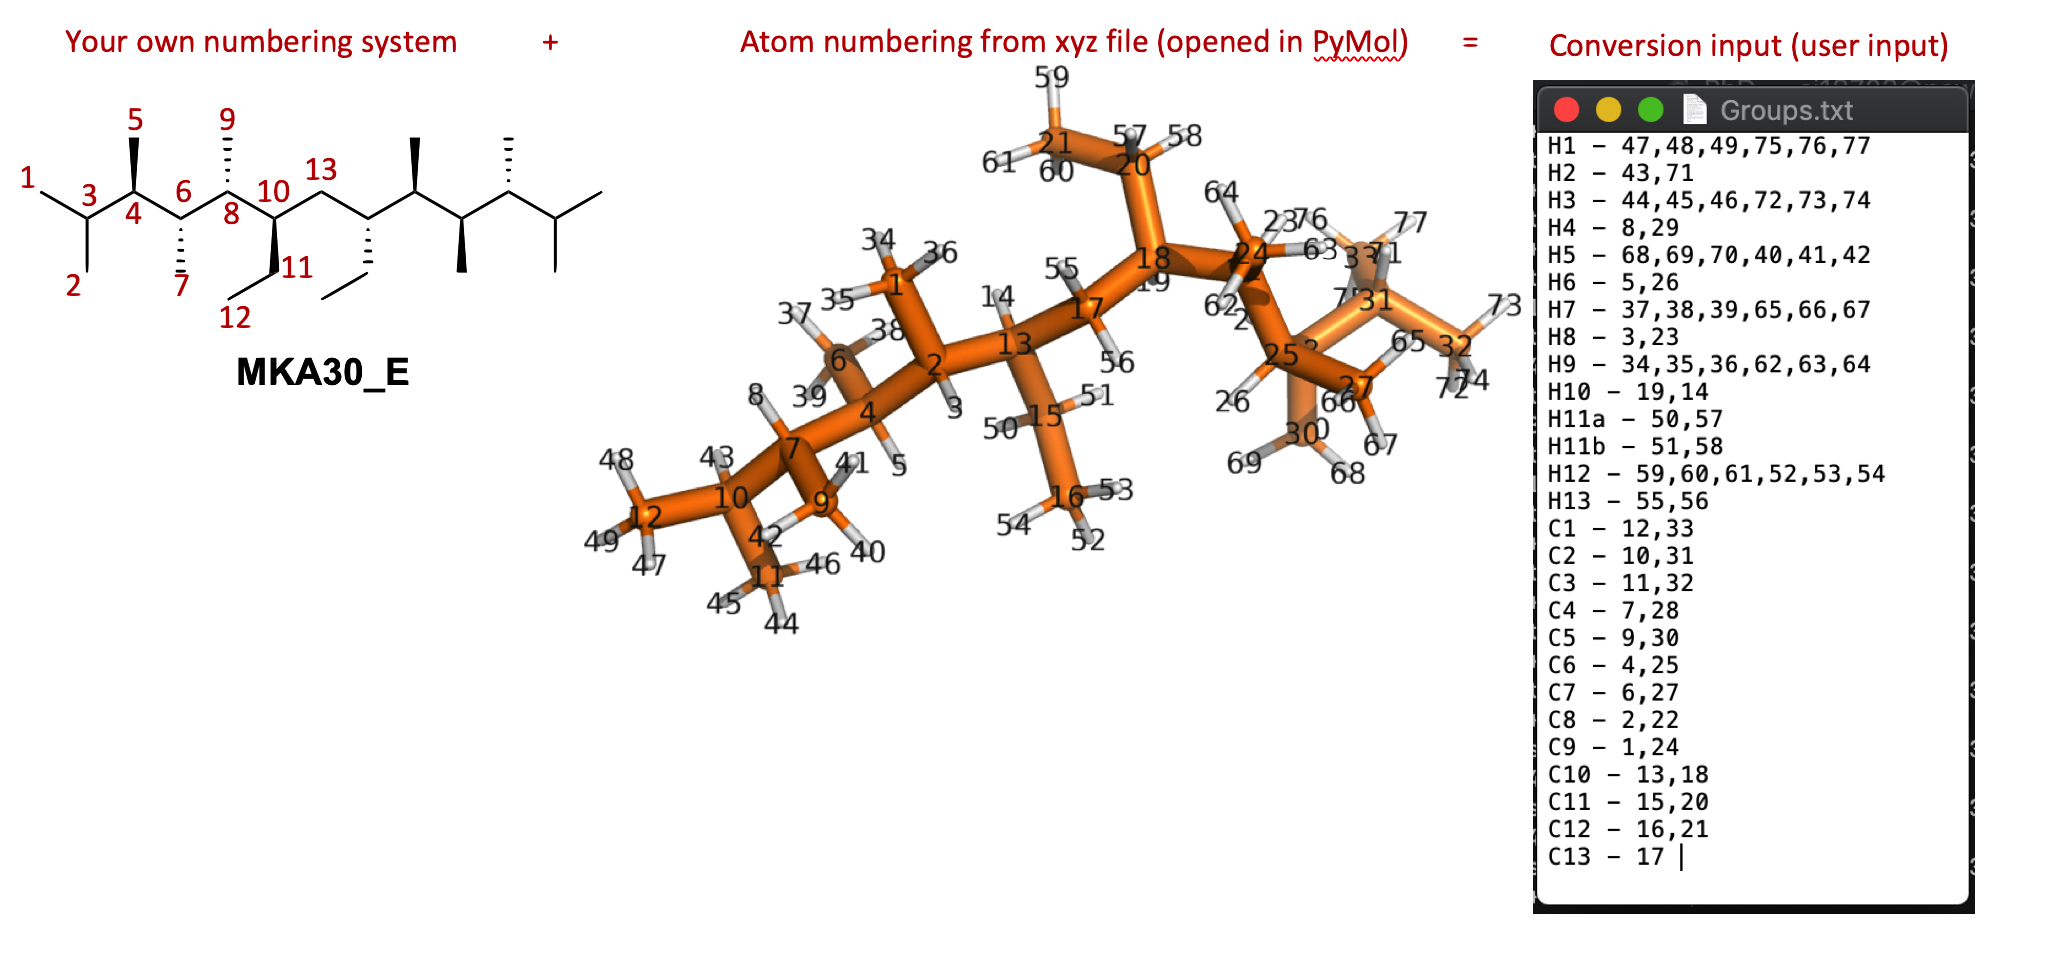 Your own numbering system + Atom numbering from xyz file (opened in PyMol) = Conversion input (user input)
5 9
1 3 4 6 8 10 13
2 7 11
12
MKA30_E
59
21 57 58
61 60 20
64
34 36 23 76 77
1 55 18 24 63 33 71
35 14 19
37 38 17 62 31 73
6 13 56 25 65 32
8 39 2 3 51 26 66 27 72 74
4 50 15 30 67
48 43 7 41 5 69 68
12 10 9 16 53
49 42 40 54 52
47 11 46
45 44
Groups.txt
H1 – 47,48,49,75,76,77
H2 – 43,71
H3 – 44,45,46,72,73,74
H4 – 8,29
H5 – 68,69,70,40,41,42
H6 – 5,26
H7 – 37,38,39,65,66,67
H8 – 3,23
H9 – 34,35,36,62,63,64
H10 – 19,14
H11a – 50,57
H11b – 51,58
H12 – 59,60,61,52,53,54
H13 – 55,56
C1 – 12,33
C2 – 10,31
C3 – 11,32
C4 – 7,28
C5 – 9,30
C6 – 4,25
C7 – 6,27
C8 – 2,22
C9 – 1,24
C10 – 13,18
C11 – 15,20
C12 – 16,21
C13 – 17